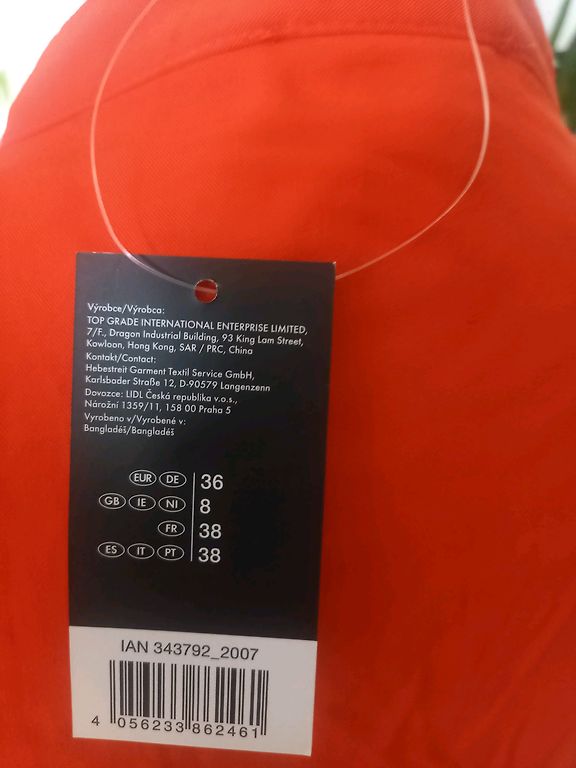 Výrobce/Výrobca:
TOP GRADE INTERNATIONAL ENTERPRISE LIMITED,
7/F., Dragon Industrial Building, 93 King Lam Street,
Kowloon, Hong Kong, SAR / PRC, China
Kontakt/Contact:
Hebestreit Garment Textil Service GmbH,
Karlsbader Straße 12, D-90579 Langenzenn
Dovozce: LIDL Česká republika v.o.s.,
Nárožní 1359/11, 158 00 Praha 5
Vyrobeno v/Vyrobené v:
Bangladéš/Bangladéš
EUR DE 36
GB IE NI 8
FR 38
ES IT PT 38
IAN 343792_2007
4 056233 862461